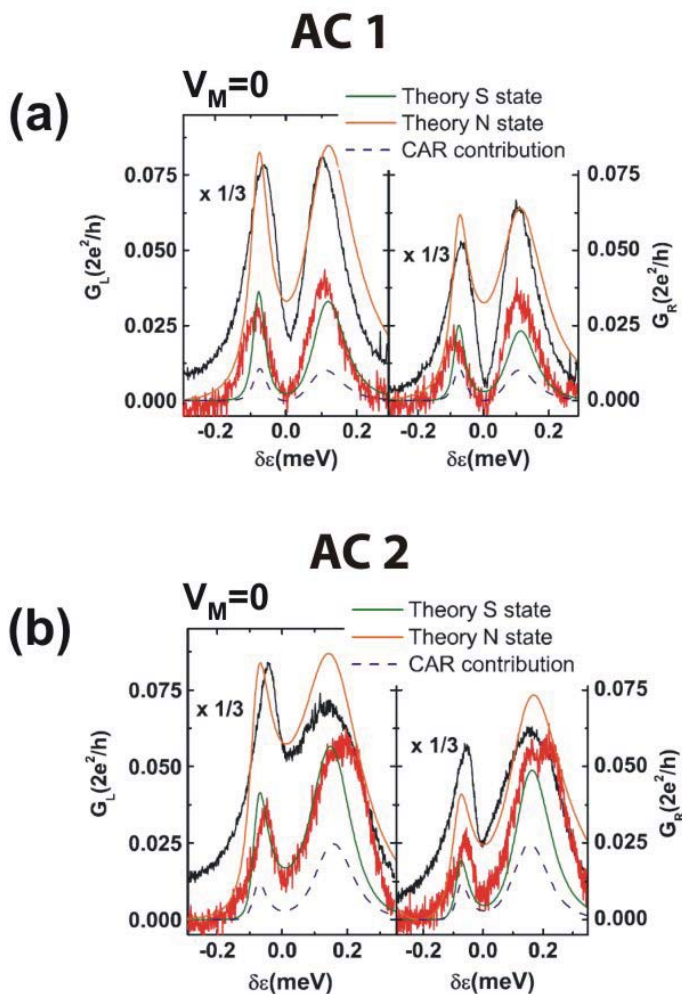 AC 1
(a)
V_M=0
Theory S state
Theory N state
CAR contribution
x 1/3
x 1/3
G_L(2e²/h)
0.075
0.050
0.025
0.000
0.075
0.050
0.025
0.000
G_R(2e²/h)
-0.2 0.0 0.2 -0.2 0.0 0.2
δε(meV) δε(meV)
AC 2
(b)
V_M=0
Theory S state
Theory N state
CAR contribution
x 1/3
x 1/3
G_L(2e²/h)
0.075
0.050
0.025
0.000
0.075
0.050
0.025
0.000
G_R(2e²/h)
-0.2 0.0 0.2 -0.2 0.0 0.2
δε(meV) δε(meV)